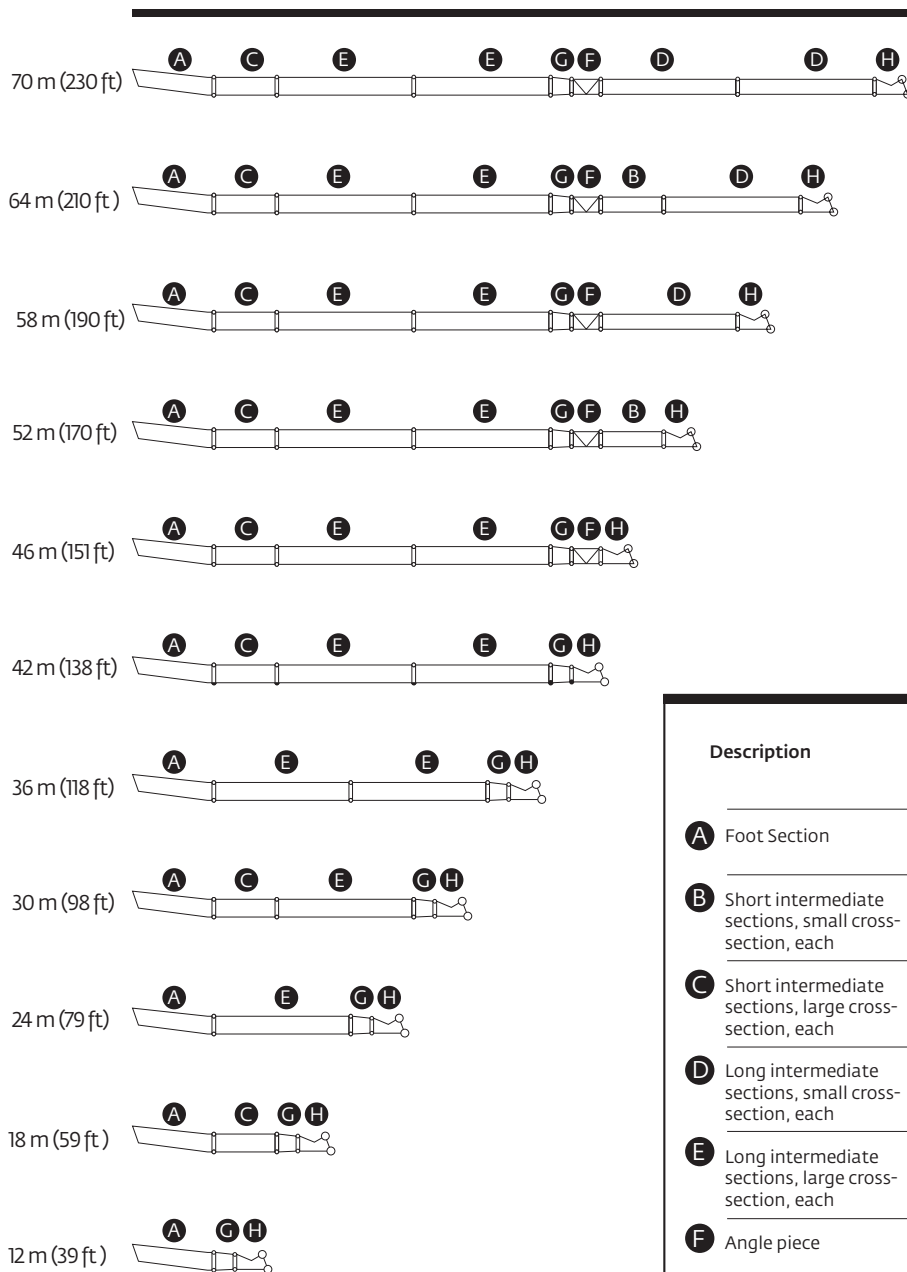 A C E E G F D D H
70 m (230 ft)
A C E E G F B D H
64 m (210 ft )
A C E E G F D H
58 m (190 ft)
A C E E G F B H
52 m (170 ft)
A C E E G F H
46 m (151 ft)
A C E E G H
42 m (138 ft)
A E E G H
36 m (118 ft)
A C E G H
30 m (98 ft)
A E G H
24 m (79 ft)
A C G H
18 m (59 ft)
A G H
12 m (39 ft )
Description
A Foot Section
B Short intermediate
sections, small cross-
section, each
C Short intermediate
sections, large cross-
section, each
D Long intermediate
sections, small cross-
section, each
E Long intermediate
sections, large cross-
section, each
F Angle piece